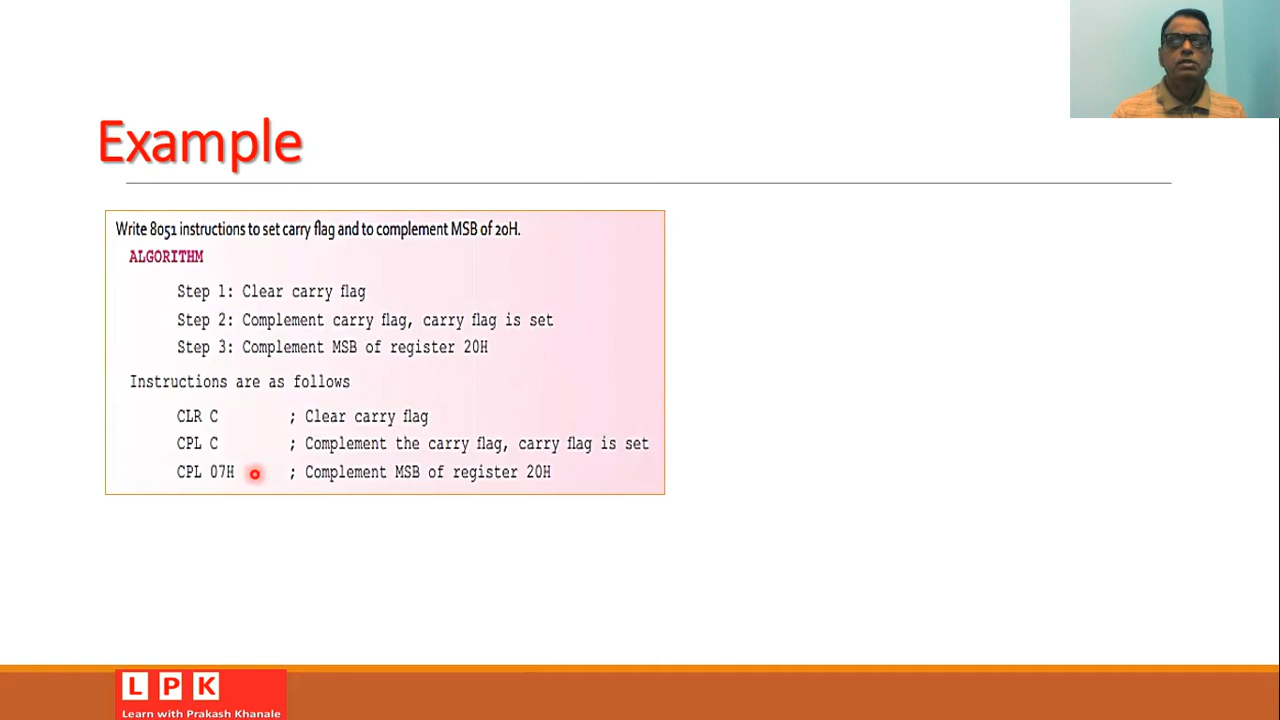 Example
Write 8051 instructions to set carry flag and to complement MSB of 20H.
ALGORITHM
Step 1: Clear carry flag
Step 2: Complement carry flag, carry flag is set
Step 3: Complement MSB of register 20H
Instructions are as follows
CLR C ; Clear carry flag
CPL C ; Complement the carry flag, carry flag is set
CPL 07H ; Complement MSB of register 20H
L P K
Learn with Prakash Khanale